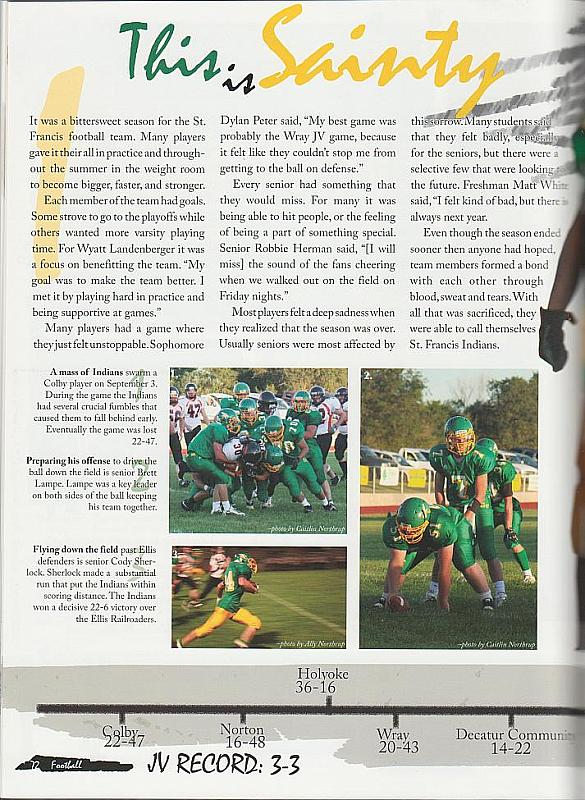 This is Sainty
It was a bittersweet season for the St.
Francis football team. Many players
gave it their all in practice and through-
out the summer in the weight room
to become bigger, faster, and stronger.
Each member of the team had goals.
Some strove to go to the playoffs while
others wanted more varsity playing
time. For Wyatt Landenberger it was
a focus on benefitting the team. “My
goal was to make the team better. I
met it by playing hard in practice and
being supportive at games.”
Many players had a game where
they just felt unstoppable. Sophomore
Dylan Peter said, “My best game was
probably the Wray JV game, because
it felt like they couldn’t stop me from
getting to the ball on defense.”
Every senior had something that
they would miss. For many it was
being able to hit people, or the feeling
of being a part of something special.
Senior Robbie Herman said, “[I will
miss] the sound of the fans cheering
when we walked out on the field on
Friday nights.”
Most players felt a deep sadness when
they realized that the season was over.
Usually seniors were most affected by
this sorrow. Many students said
that they felt badly, especially
for the seniors, but there were a
selective few that were looking
the future. Freshman Matt White
said, “I felt kind of bad, but there is
always next year.
Even though the season ended
sooner then anyone had hoped,
team members formed a bond
with each other through
blood, sweat and tears. With
all that was sacrificed, they
were able to call themselves
St. Francis Indians.
A mass of Indians swarm a
Colby player on September 3.
During the game the Indians
had several crucial fumbles that
caused them to fall behind early.
Eventually the game was lost
22-47.
Preparing his offense to drive the
ball down the field is senior Brett
Lampe. Lampe was a key leader
on both sides of the ball keeping
his team together.
Flying down the field past Ellis
defenders is senior Cody Sher-
lock. Sherlock made a substantial
run that put the Indians within
scoring distance. The Indians
won a decisive 22-6 victory over
the Ellis Railroaders.
1.
~photo by Caitlin Northrup
2.
~photo by Caitlin Northrup
3.
~photo by Ally Northrup
Holyoke
36-16
Colby
22-47
Norton
16-48
Wray
20-43
Decatur Communi
14-22
72 Football
JV RECORD: 3-3